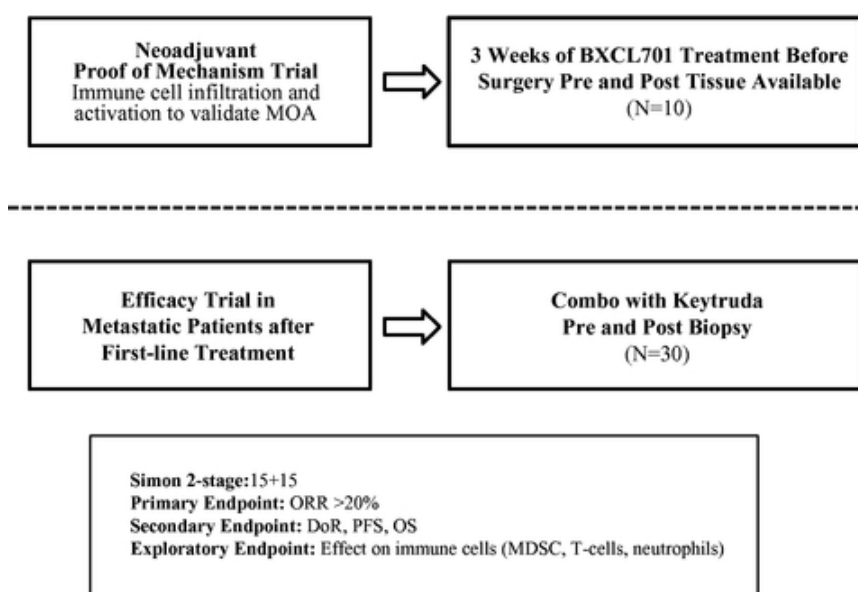 Neoadjuvant
Proof of Mechanism Trial
Immune cell infiltration and
activation to validate MOA
3 Weeks of BXCL701 Treatment Before
Surgery Pre and Post Tissue Available
(N=10)
Efficacy Trial in
Metastatic Patients after
First-line Treatment
Combo with Keytruda
Pre and Post Biopsy
(N=30)
Simon 2-stage:15+15
Primary Endpoint: ORR >20%
Secondary Endpoint: DoR, PFS, OS
Exploratory Endpoint: Effect on immune cells (MDSC, T-cells, neutrophils)